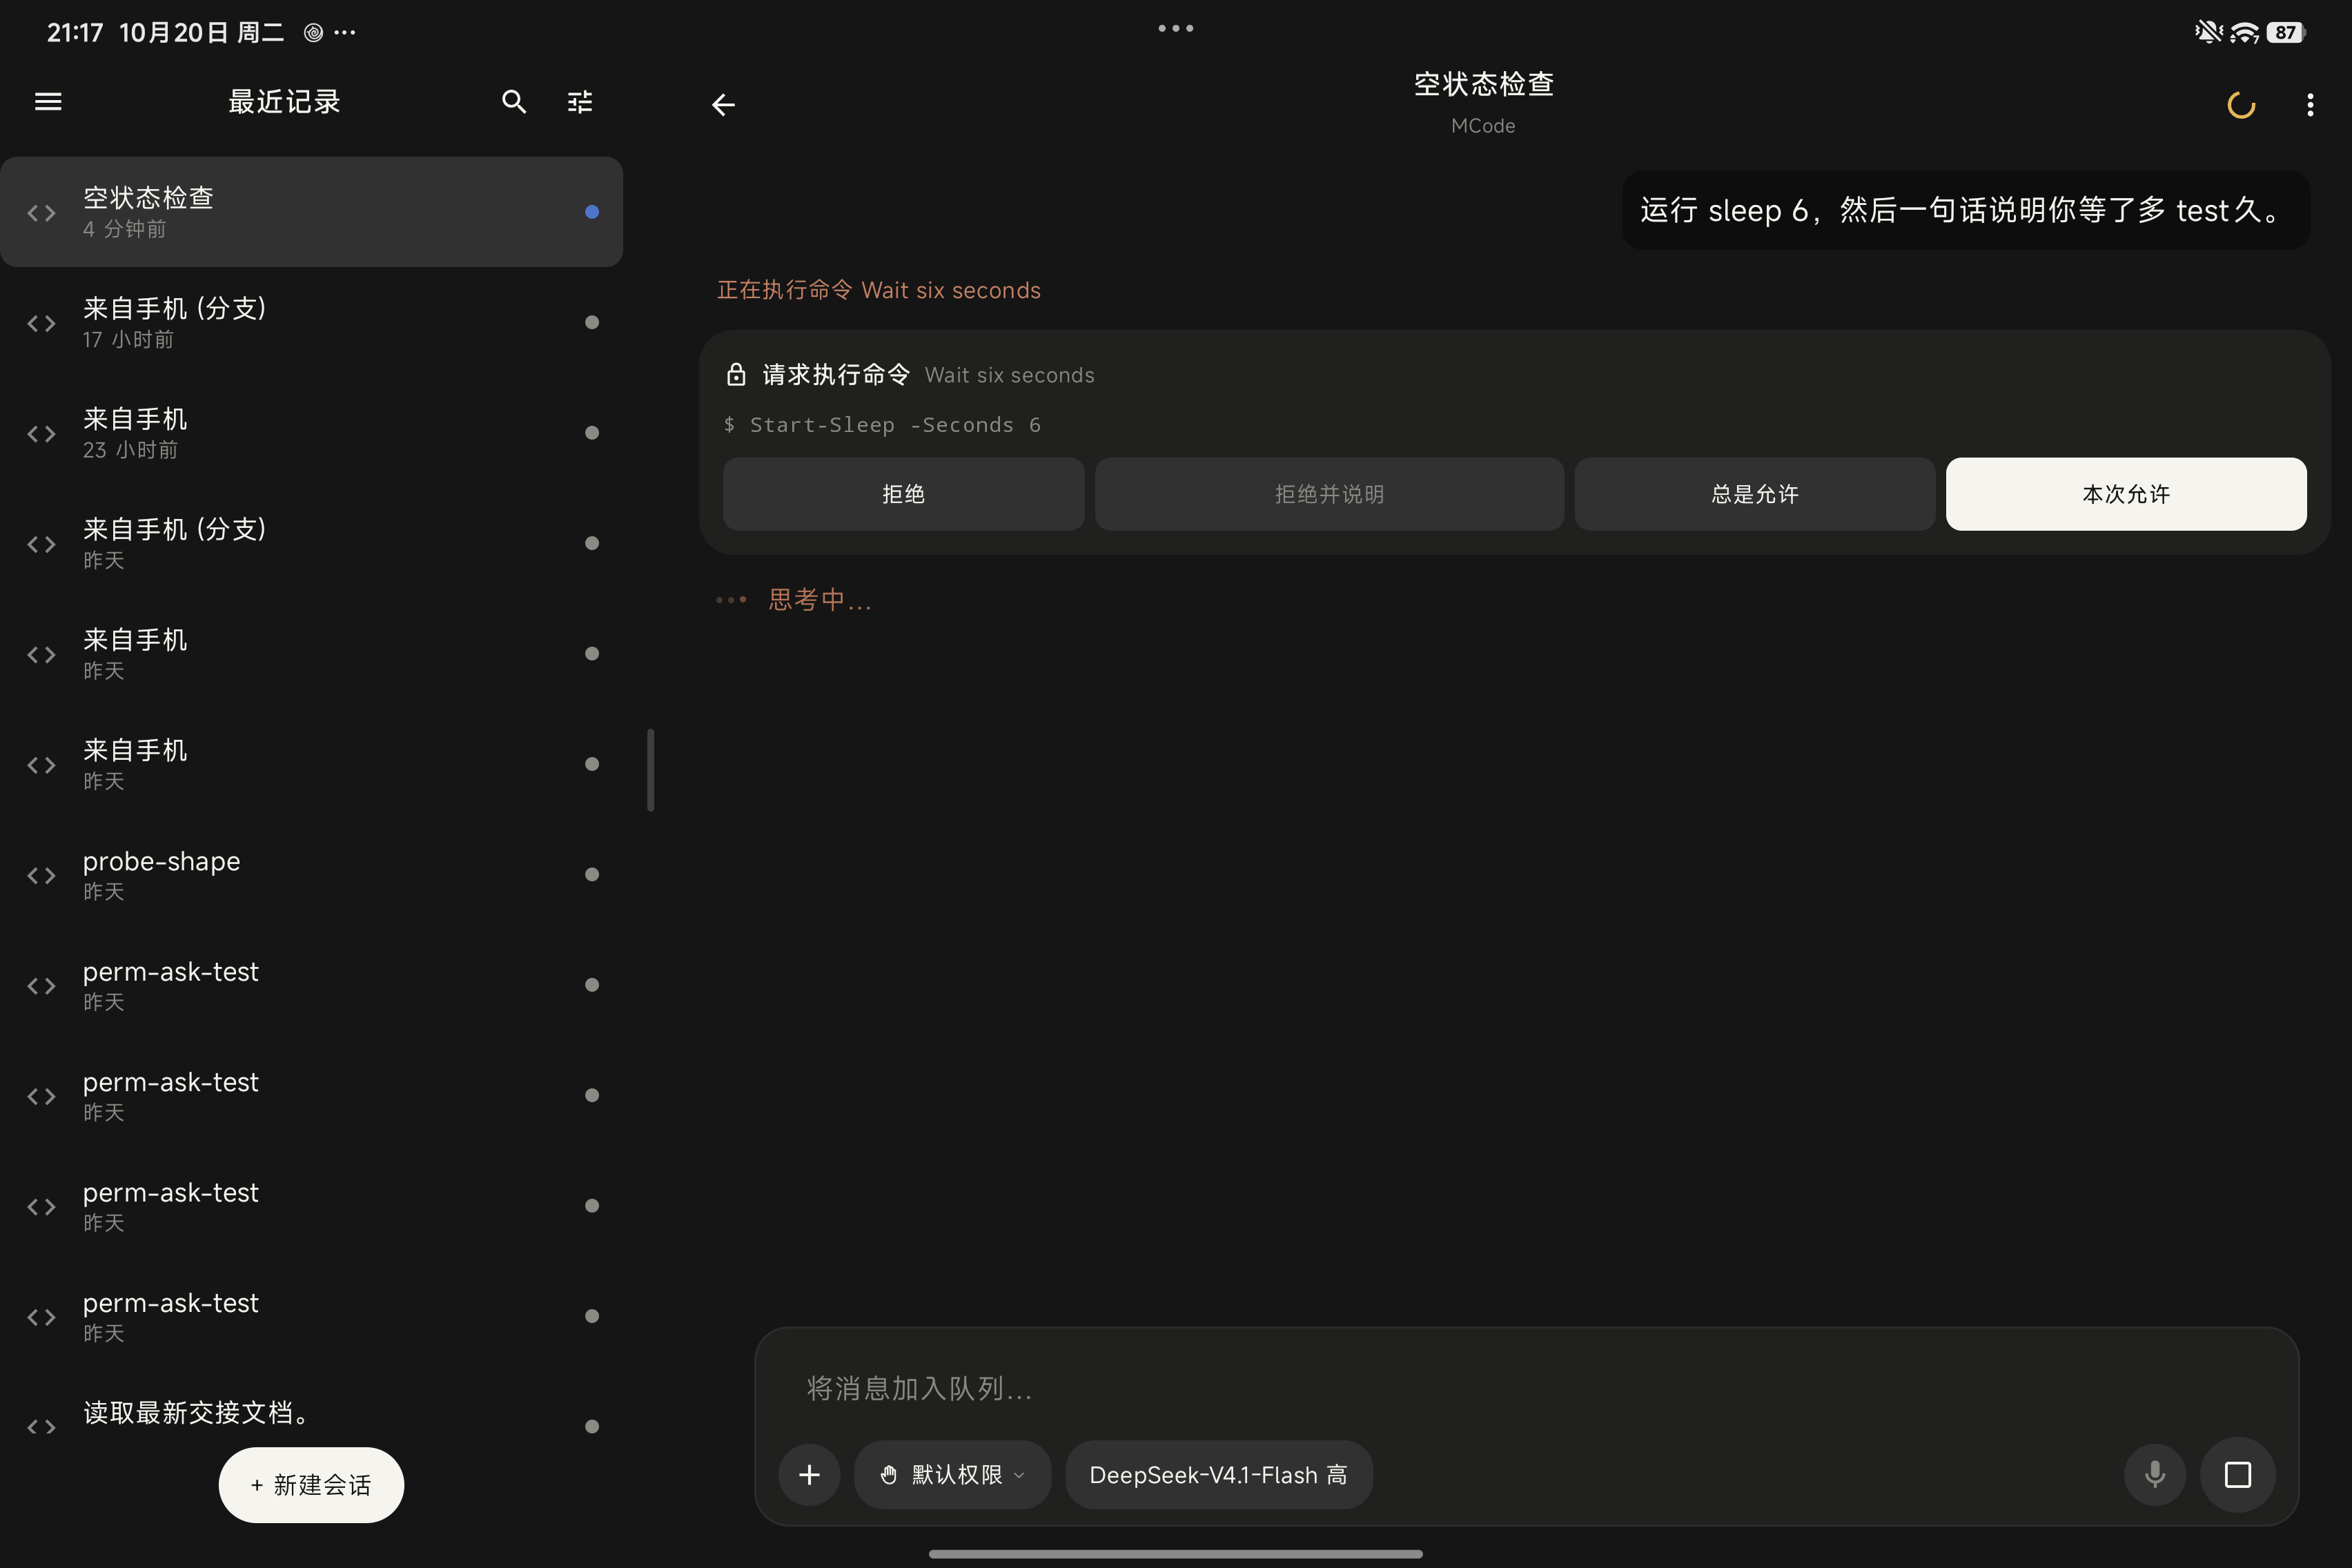 21:17 10月20日 周二
87
最近记录
空状态检查
4 分钟前
来自手机 (分支)
17 小时前
来自手机
23 小时前
来自手机 (分支)
昨天
来自手机
昨天
来自手机
昨天
probe-shape
昨天
perm-ask-test
昨天
perm-ask-test
昨天
perm-ask-test
昨天
perm-ask-test
昨天
读取最新交接文档。
+ 新建会话
空状态检查
MCode
运行 sleep 6，然后一句话说明你等了多 test久。
正在执行命令 Wait six seconds
请求执行命令 Wait six seconds
$ Start-Sleep -Seconds 6
拒绝
拒绝并说明
总是允许
本次允许
思考中...
将消息加入队列...
默认权限
DeepSeek-V4.1-Flash 高